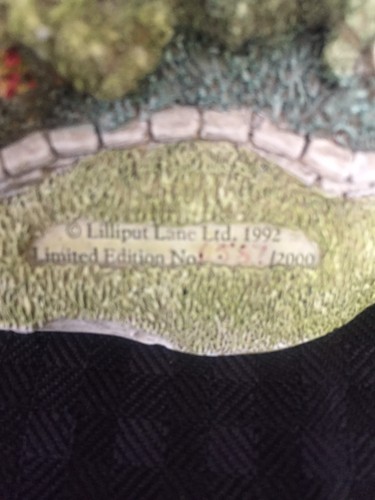 © Lilliput Lane Ltd. 1992
Limited Edition No. /2000